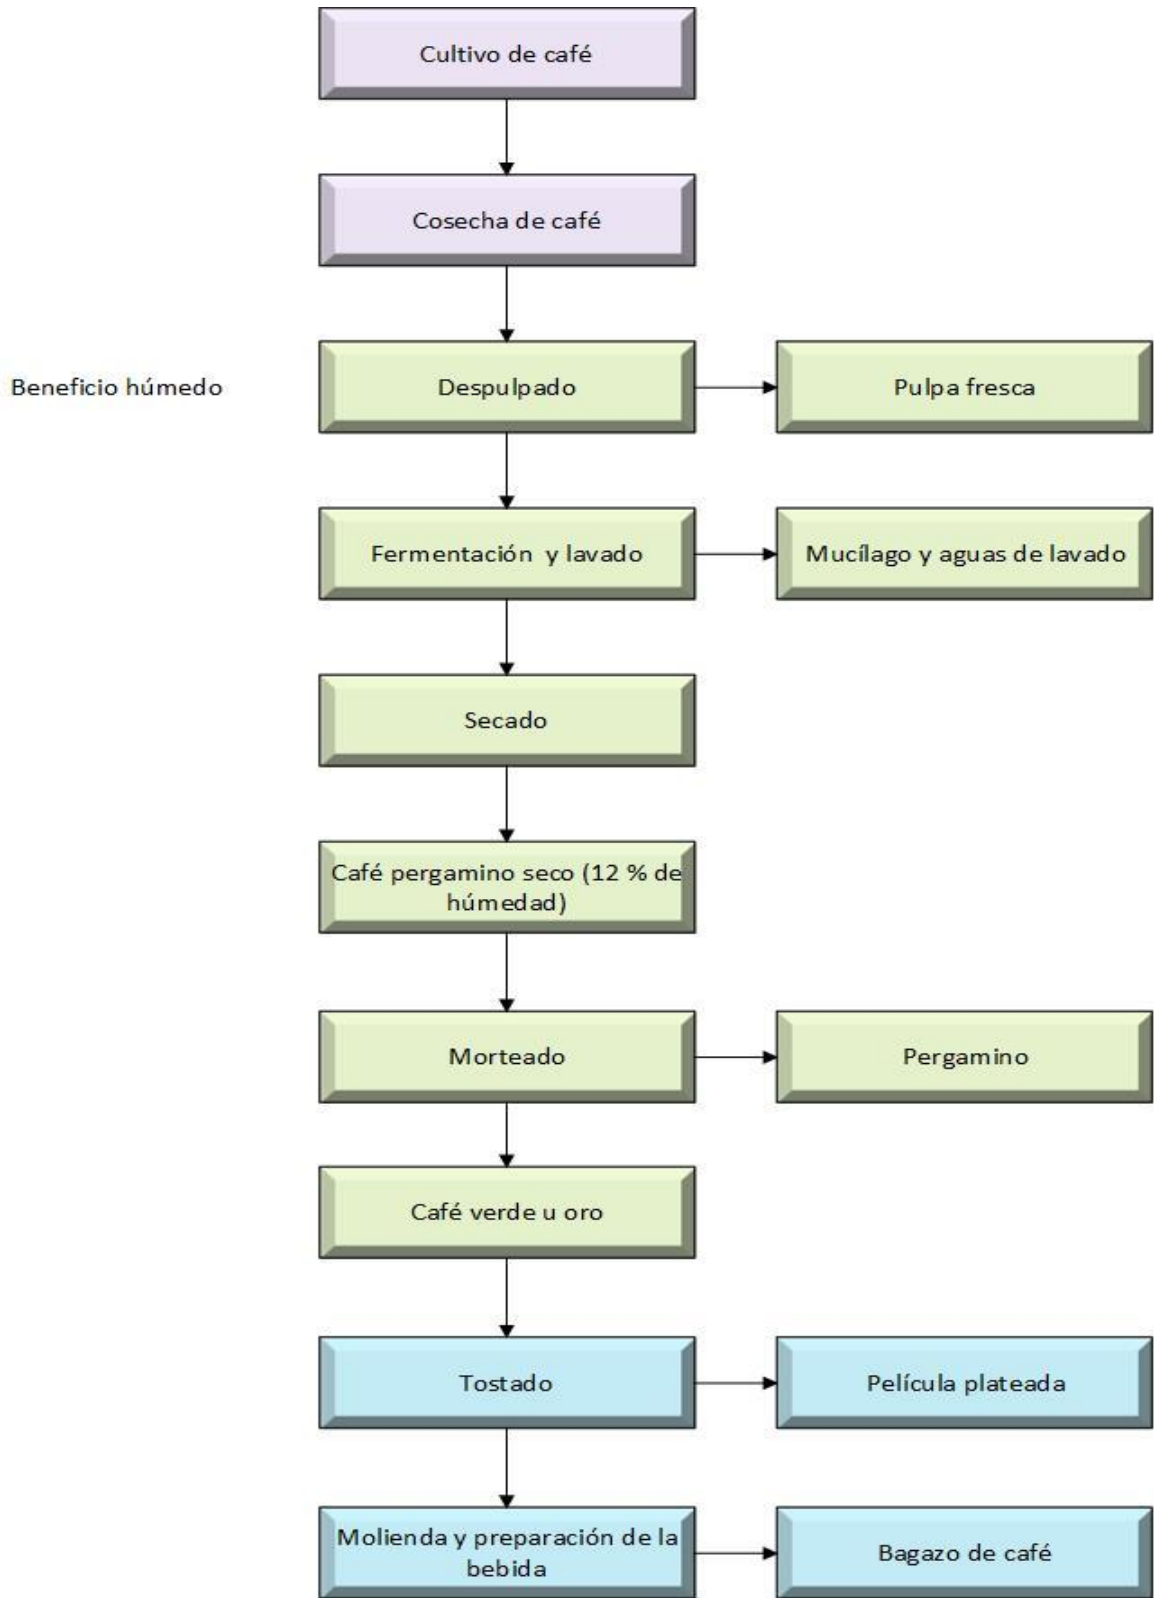 Cultivo de café
Cosecha de café
Beneficio húmedo
Despulpado
Pulpa fresca
Fermentación y lavado
Mucílago y aguas de lavado
Secado
Café pergamino seco (12 % de
húmedad)
Morteado
Pergamino
Café verde u oro
Tostado
Película plateada
Molienda y preparación de la
bebida
Bagazo de café